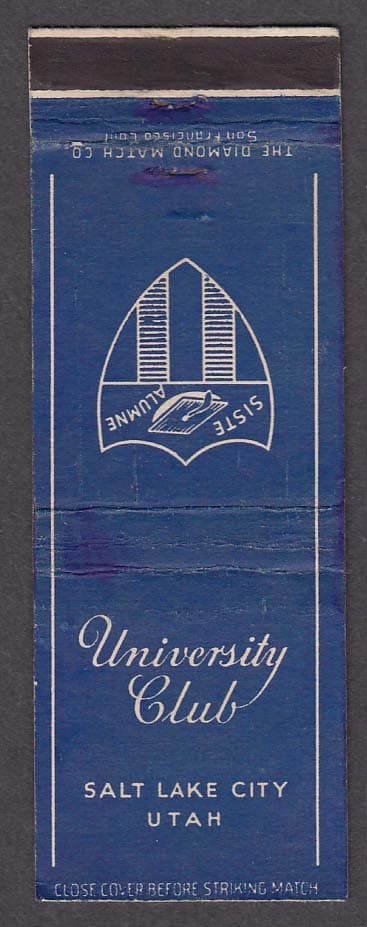 THE DIAMOND MATCH CO.
San Francisco Conf
SISTE
ALUMNE
University
Club
SALT LAKE CITY
UTAH
CLOSE COVER BEFORE STRIKING MATCH